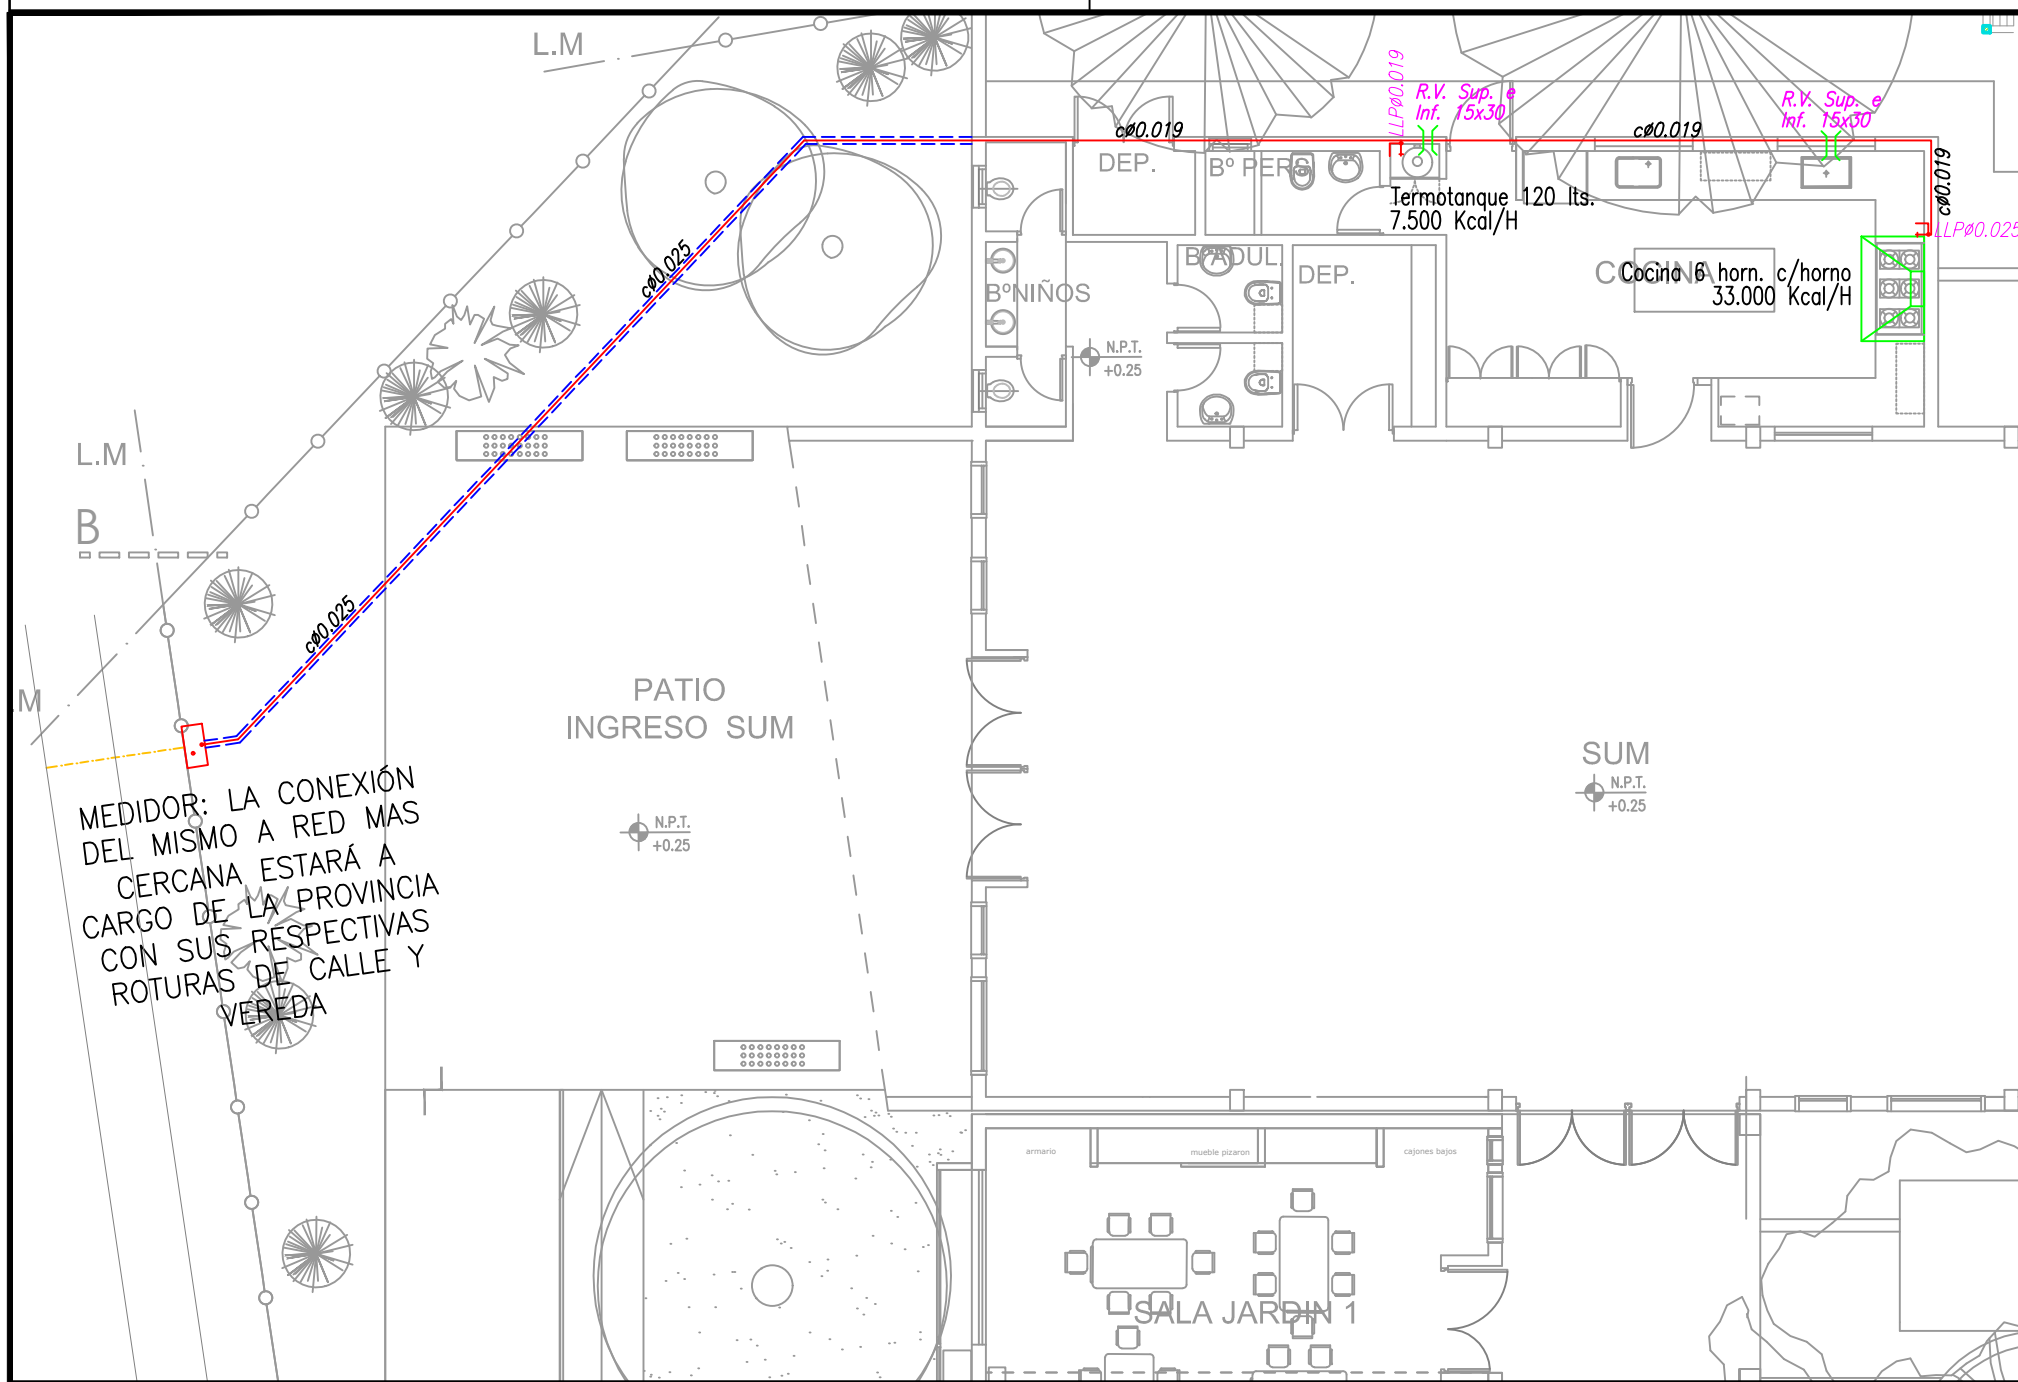 L.M
LLPø0.019
R.V. Sup. e
Inf. 15x30
R.V. Sup. e
Inf. 15x30
cø0.019
cø0.019
cø0.019
DEP.
Bº PERS
Termotanque 120 lts.
7.500 Kcal/H
LLPø0.025
cø0.025
BºADUL.
DEP.
COCINA
Cocina 6 horn. c/horno
33.000 Kcal/H
BºNIÑOS
N.P.T.
+0.25
L.M
B
cø0.025
.M
PATIO
INGRESO SUM
SUM
N.P.T.
+0.25
N.P.T.
+0.25
MEDIDOR: LA CONEXIÓN
DEL MISMO A RED MAS
CERCANA ESTARÁ A
CARGO DE LA PROVINCIA
CON SUS RESPECTIVAS
ROTURAS DE CALLE Y
VEREDA
armario
mueble pizaron
cajones bajos
SALA JARDIN 1